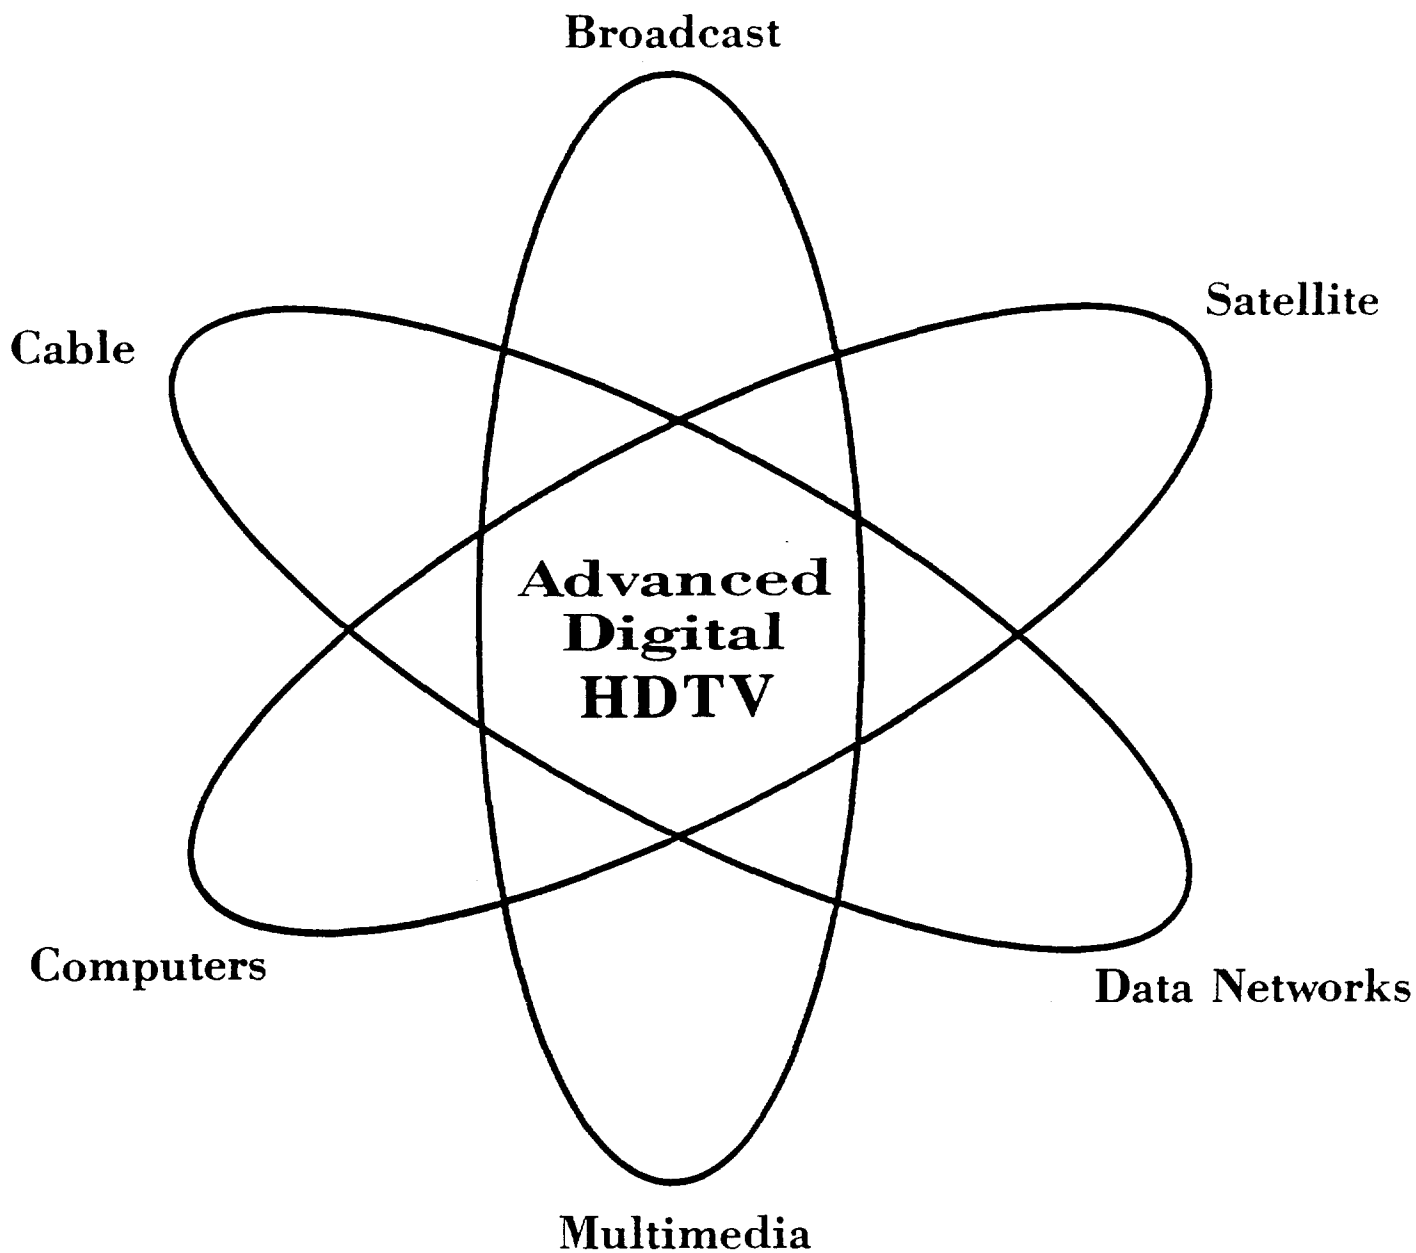 Broadcast
Satellite
Cable
Advanced
Digital
HDTV
Computers
Data Networks
Multimedia